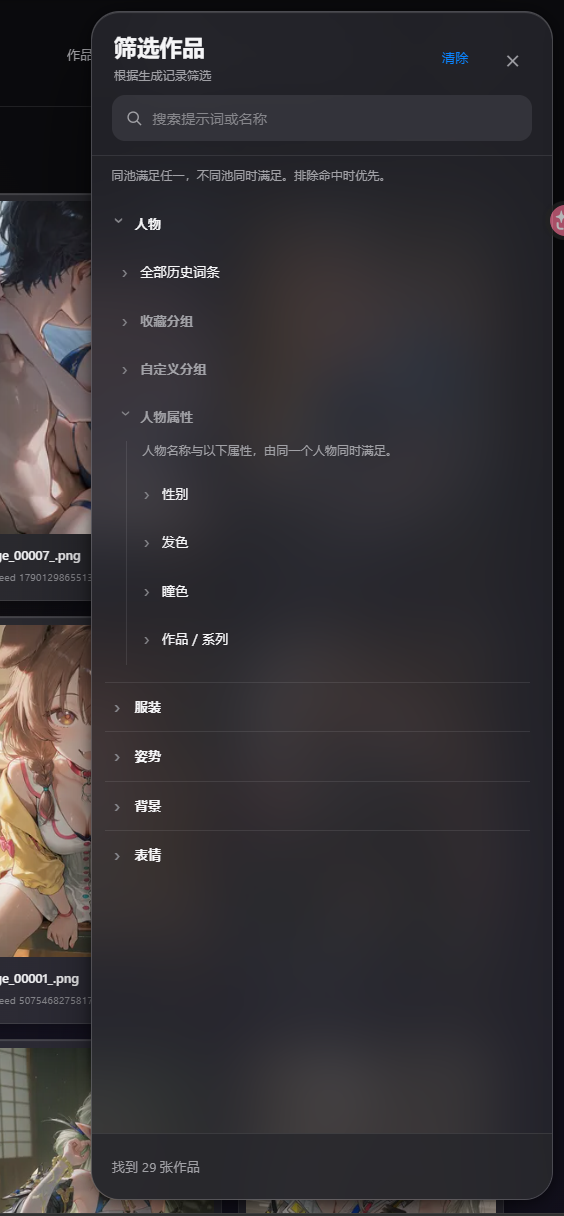 作品
筛选作品
清除
根据生成记录筛选
搜索提示词或名称
同池满足任一，不同池同时满足。排除命中时优先。
人物
全部历史词条
收藏分组
自定义分组
人物属性
人物名称与以下属性，由同一个人物同时满足。
性别
发色
瞳色
作品 / 系列
服装
姿势
背景
表情
找到 29 张作品
ge_00007_.png
eed 1790129865513
ge_00001_.png
eed 5075468275817